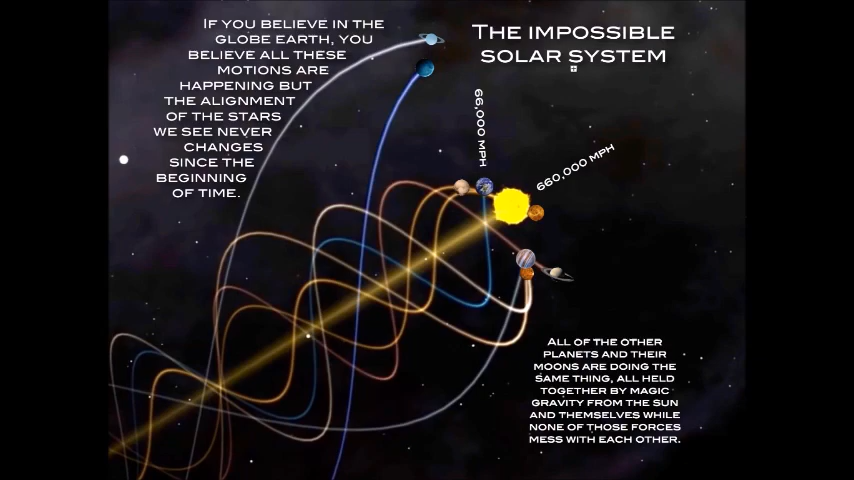 IF YOU BELIEVE IN THE
GLOBE EARTH, YOU
BELIEVE ALL THESE
MOTIONS ARE
HAPPENING BUT
THE ALIGNMENT
OF THE STARS
WE SEE NEVER
CHANGES
SINCE THE
BEGINNING
OF TIME.
THE IMPOSSIBLE
SOLAR SYSTEM
66,000 MPH
660,000 MPH
ALL OF THE OTHER
PLANETS AND THEIR
MOONS ARE DOING THE
SAME THING, ALL HELD
TOGETHER BY MAGIC
GRAVITY FROM THE SUN
AND THEMSELVES WHILE
NONE OF THOSE FORCES
MESS WITH EACH OTHER.